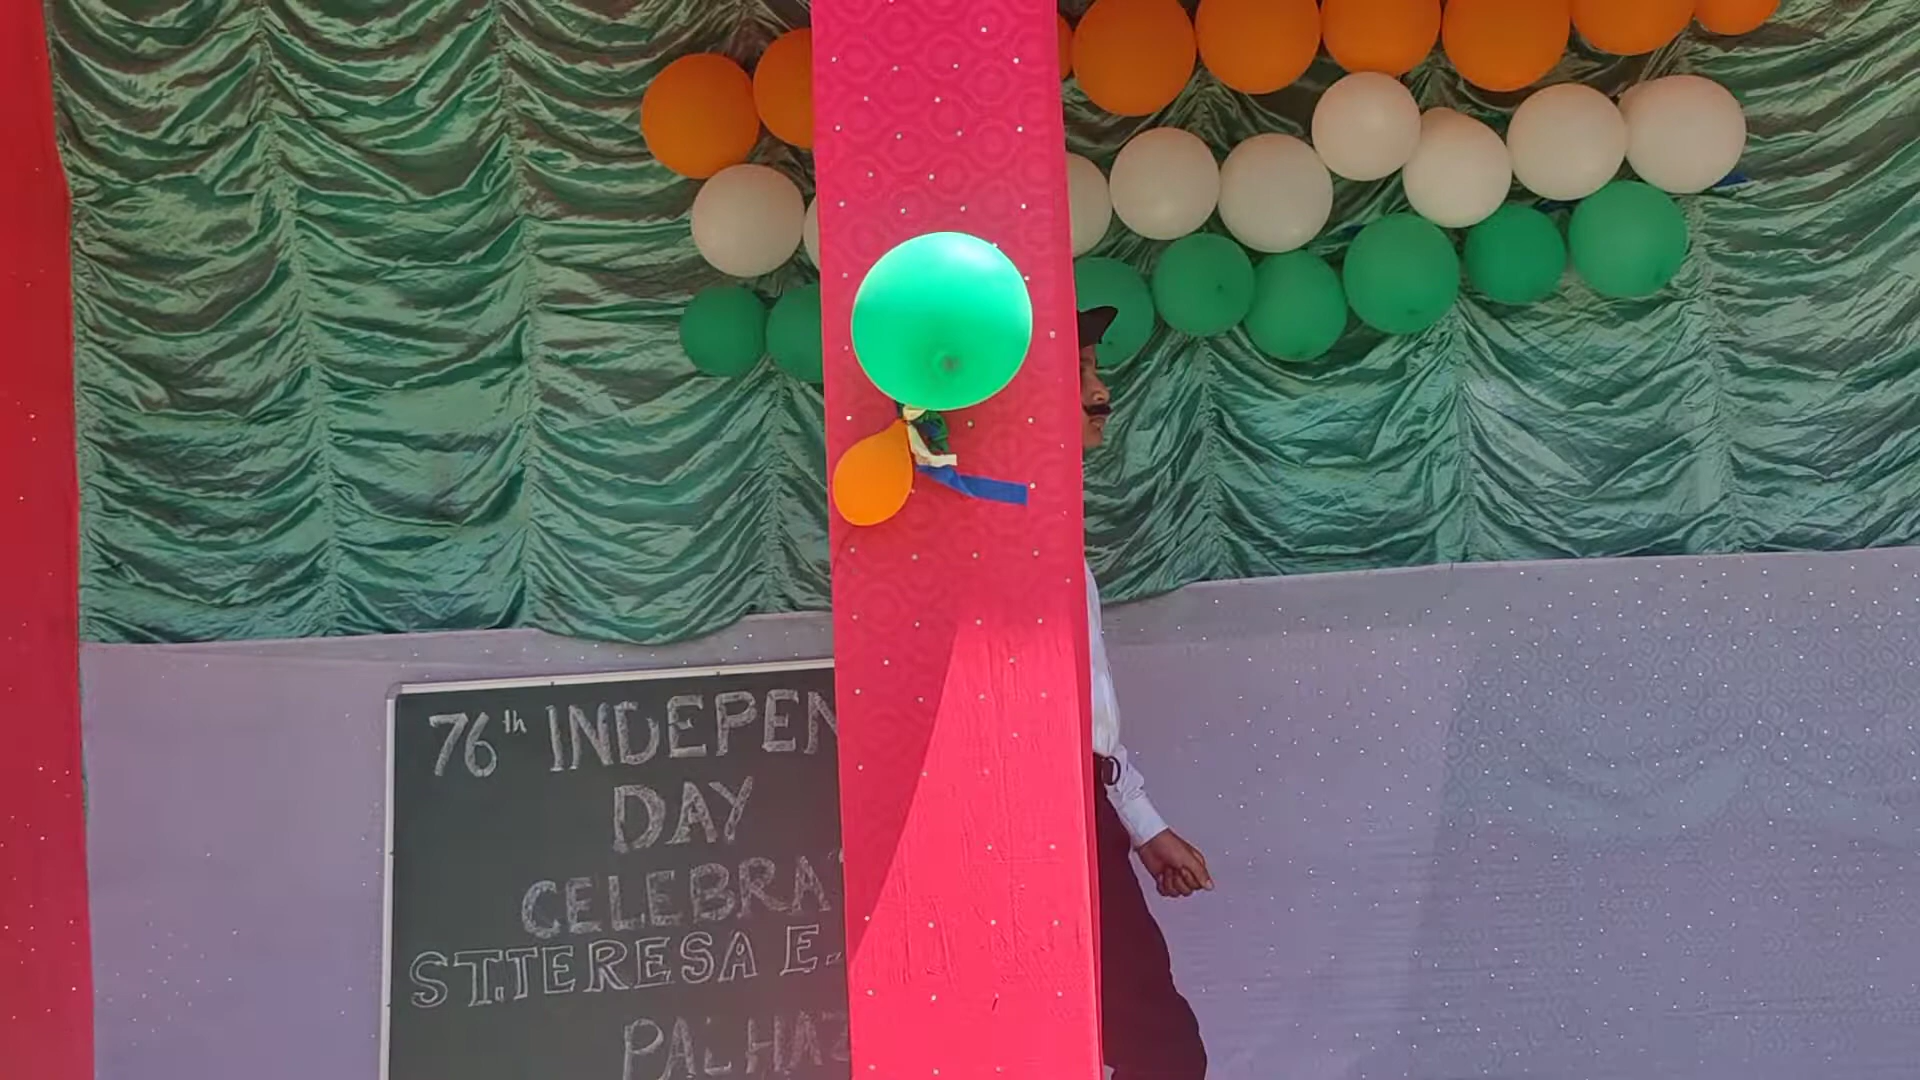 76th INDEPEN
DAY
CELEBRA
ST.TERESA E.
PALHA